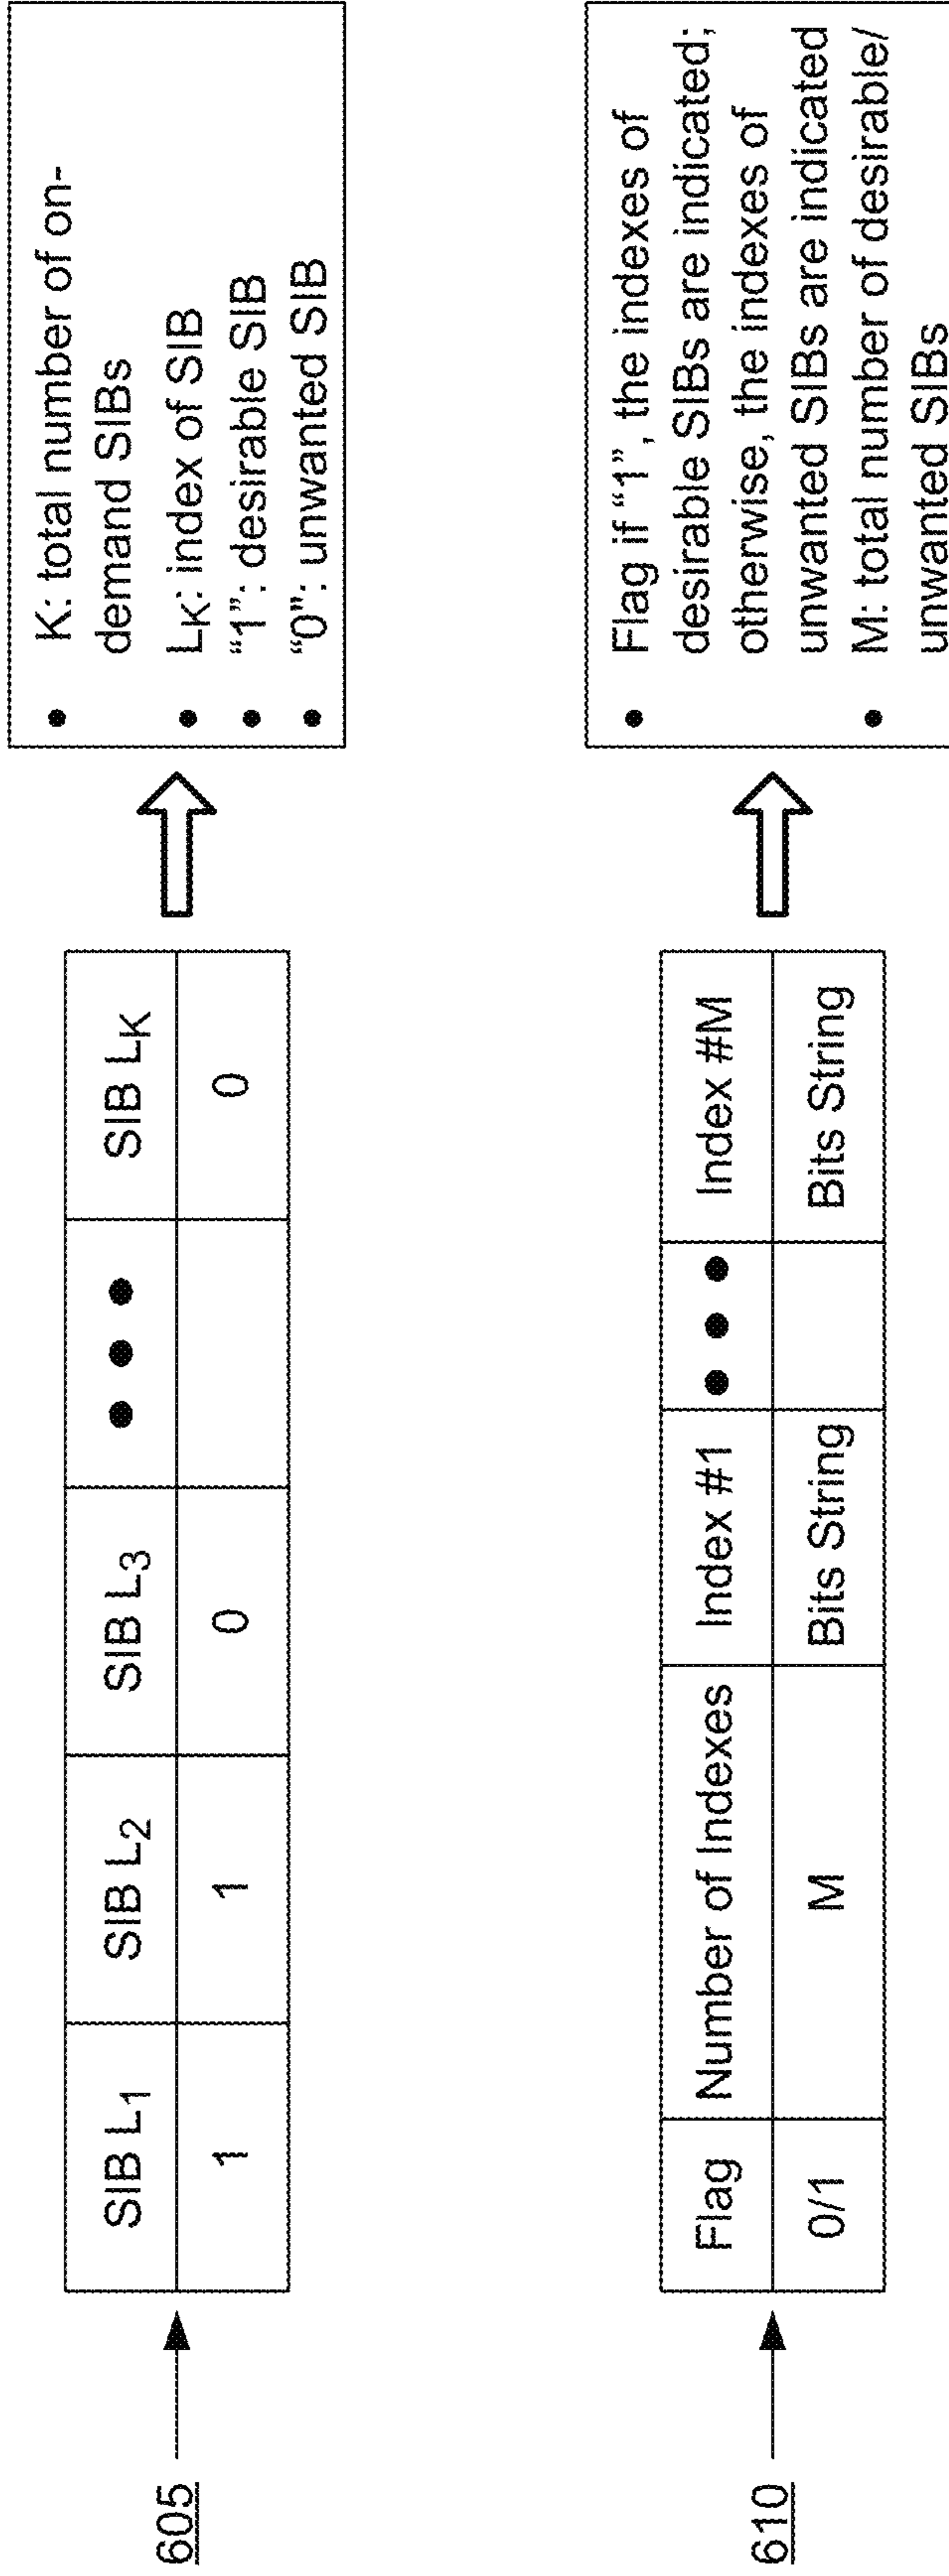 605
SIB L1 SIB L2 SIB L3 • • • SIB LK
1 1 0 0
• K: total number of on-
demand SIBs
• LK: index of SIB
• “1”: desirable SIB
• “0”: unwanted SIB
610
Flag Number of Indexes Index #1 • • • Index #M
0/1 M Bits String Bits String
• Flag if “1”, the indexes of
desirable SIBs are indicated;
otherwise, the indexes of
unwanted SIBs are indicated
• M: total number of desirable/
unwanted SIBs